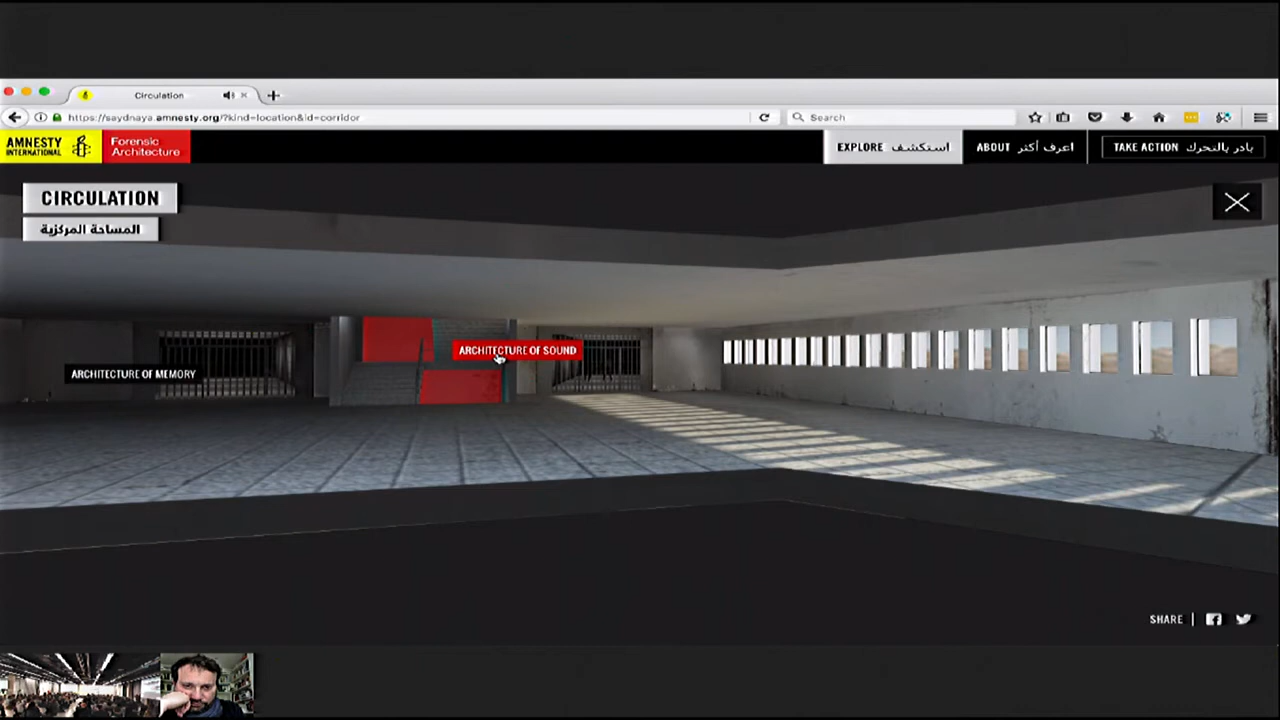 Circulation
https://saydnaya.amnesty.org/?kind=location&id=corridor
Search
AMNESTY INTERNATIONAL
Forensic Architecture
EXPLORE استكشف
ABOUT اعرف أكثر
TAKE ACTION بادر بالتحرك
CIRCULATION
المساحة المركزية
ARCHITECTURE OF SOUND
ARCHITECTURE OF MEMORY
SHARE